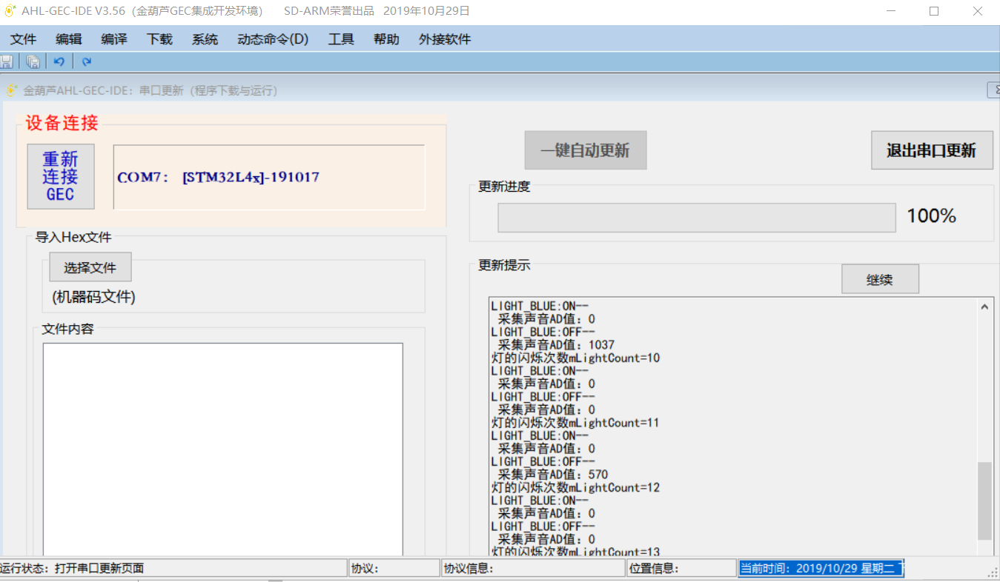 AHL-GEC-IDE V3.56 (金葫芦GEC集成开发环境) SD-ARM荣誉出品 2019年10月29日
文件 编辑 编译 下载 系统 动态命令(D) 工具 帮助 外接软件
金葫芦AHL-GEC-IDE: 串口更新 (程序下载与运行)
设备连接
重新
连接
GEC
COM7: [STM32L4x]-191017
导入Hex文件
选择文件
(机器码文件)
文件内容
一键自动更新
退出串口更新
更新进度
100%
更新提示
继续
LIGHT_BLUE:ON--
采集声音AD值: 0
LIGHT_BLUE:OFF--
采集声音AD值: 1037
灯的闪烁次数mLightCount=10
LIGHT_BLUE:ON--
采集声音AD值: 0
LIGHT_BLUE:OFF--
采集声音AD值: 0
灯的闪烁次数mLightCount=11
LIGHT_BLUE:ON--
采集声音AD值: 0
LIGHT_BLUE:OFF--
采集声音AD值: 570
灯的闪烁次数mLightCount=12
LIGHT_BLUE:ON--
采集声音AD值: 0
LIGHT_BLUE:OFF--
采集声音AD值: 0
灯的闪烁次数mLightCount=13
运行状态: 打开串口更新页面 协议: 协议信息: 位置信息: 当前时间: 2019/10/29 星期二